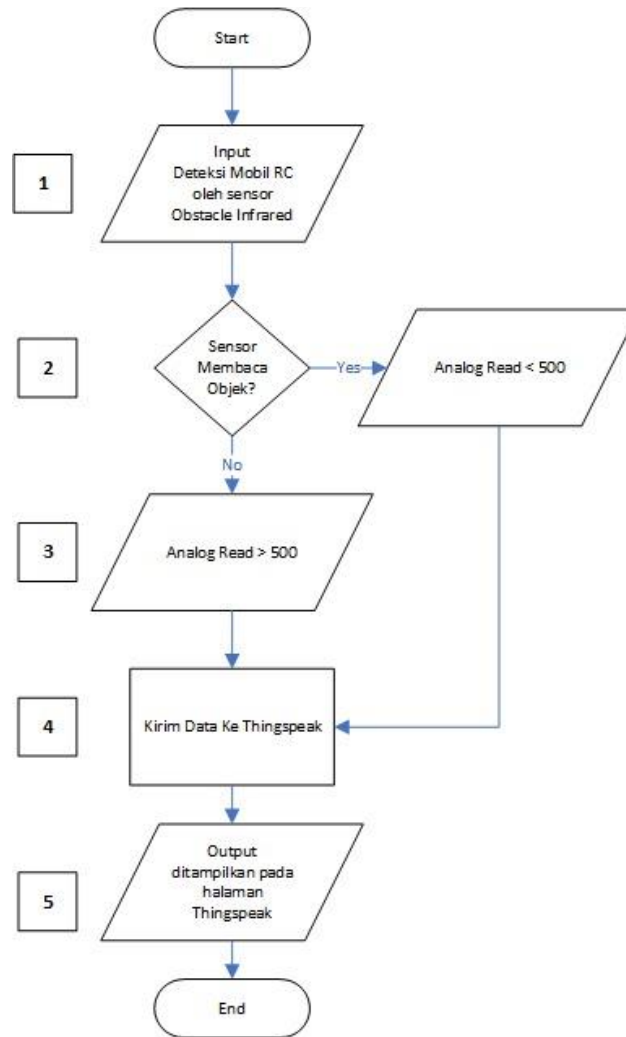 Start
1
Input
Deteksi Mobil RC
oleh sensor
Obstacle Infrared
2
Sensor
Membaca
Objek?
Yes
Analog Read < 500
No
3
Analog Read > 500
4
Kirim Data Ke Thingspeak
5
Output
ditampilkan pada
halaman
Thingspeak
End